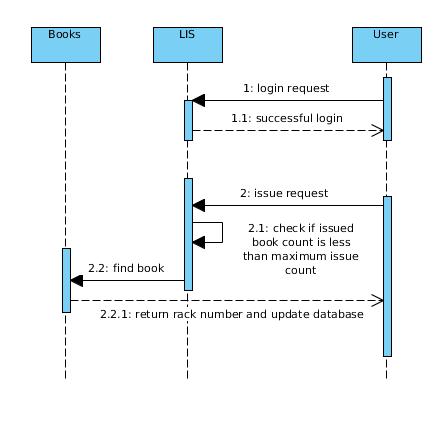 Books
LIS
User
1: login request
1.1: successful login
2: issue request
2.1: check if issued
book count is less
than maximum issue
count
2.2: find book
2.2.1: return rack number and update database